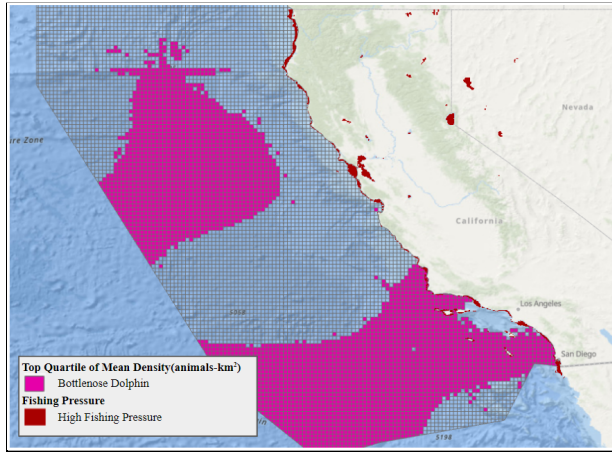 Nevada
ire Zone
California
Los Angeles
San Diego
Top Quartile of Mean Density(animals-km²)
Bottlenose Dolphin
Fishing Pressure
High Fishing Pressure